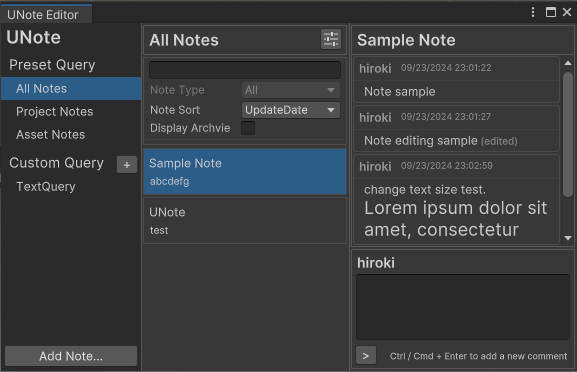 UNote Editor
UNote
Preset Query
All Notes
Project Notes
Asset Notes
Custom Query +
TextQuery
Add Note...
All Notes
Note Type All
Note Sort UpdateDate
Display Archvie
Sample Note
abcdefg
UNote
test
Sample Note
hiroki 09/23/2024 23:01:22
Note sample
hiroki 09/23/2024 23:01:27
Note editing sample (edited)
hiroki 09/23/2024 23:02:59
change text size test.
Lorem ipsum dolor sit
amet, consectetur
hiroki
> Ctrl / Cmd + Enter to add a new comment